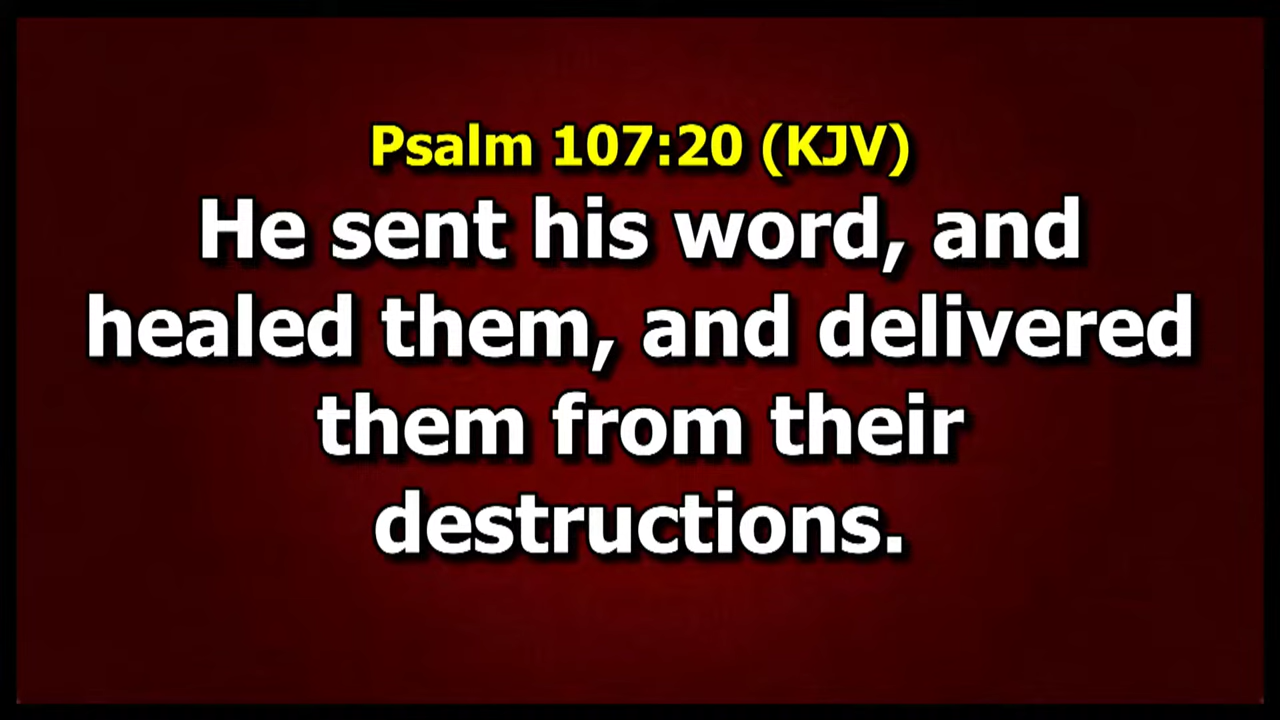 Psalm 107:20 (KJV)
He sent his word, and
healed them, and delivered
them from their
destructions.